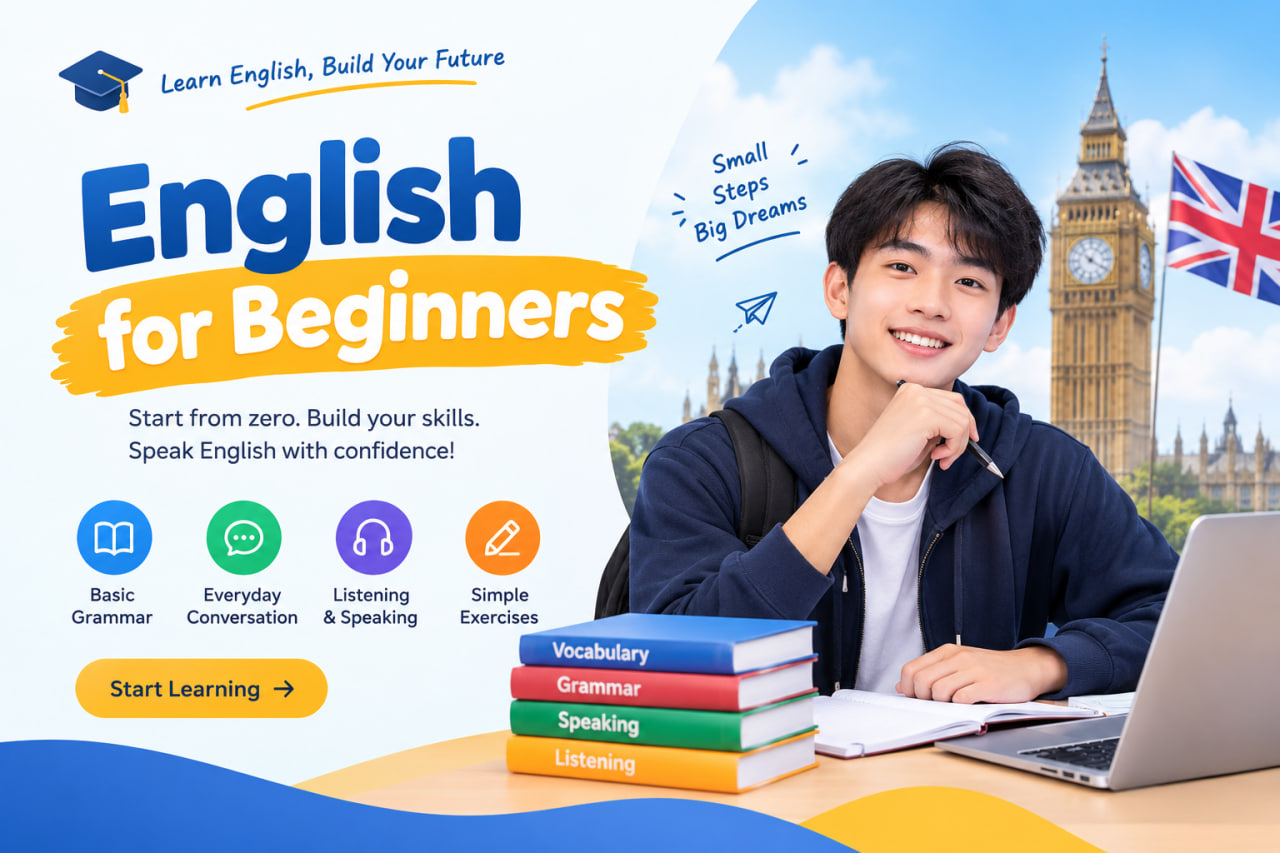 Learn English, Build Your Future
English
for Beginners
Start from zero. Build your skills.
Speak English with confidence!
Basic
Grammar
Everyday
Conversation
Listening
& Speaking
Simple
Exercises
Start Learning →
Small
Steps
Big Dreams
Vocabulary
Grammar
Speaking
Listening